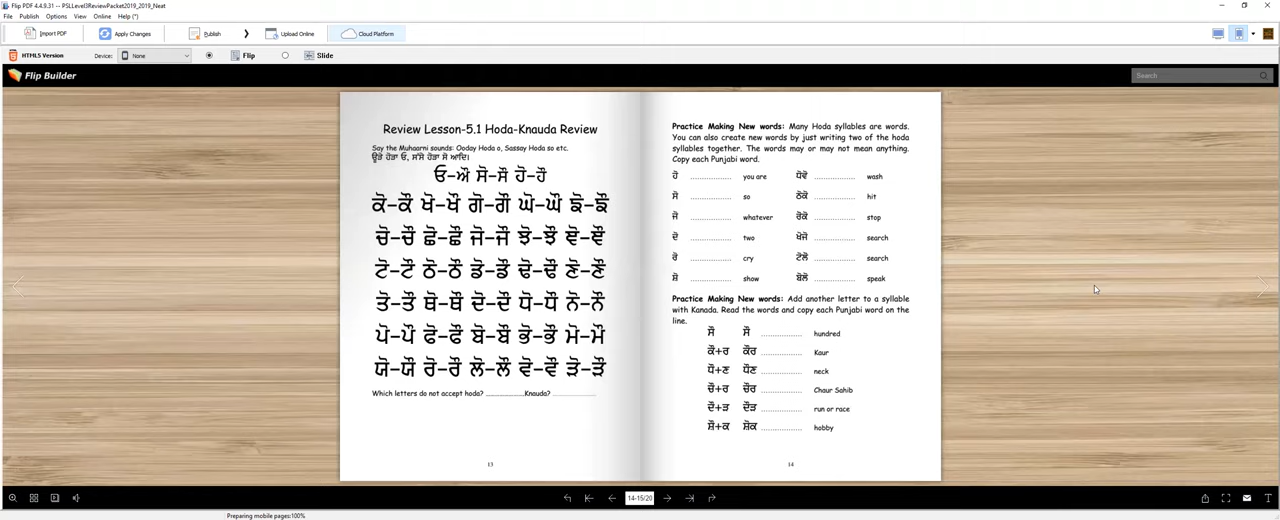 Flip PDF 4.4.9.31 -- PSLLevel3ReviewPacket2019_2019_Neat
File Publish Options View Online Help (*)
Import PDF Apply Changes Publish Upload Online Cloud Platform
HTML5 Version Device: None Flip Slide
Flip Builder Search
Review Lesson-5.1 Hoda-Knauda Review
Say the Muhaarni sounds: Ooday Hoda o, Sassay Hoda so etc.
ਊੜੇ ਹੋੜਾ ਓ, ਸੱਸੇ ਹੋੜਾ ਸੋ ਆਦਿ।
ਓ-ਔ ਸੋ-ਸੌ ਹੋ-ਹੌ
ਕੋ-ਕੌ ਖੋ-ਖੌ ਗੋ-ਗੌ ਘੋ-ਘੌ ਙੋ-ਙੌ
ਚੋ-ਚੌ ਛੋ-ਛੌ ਜੋ-ਜੌ ਝੋ-ਝੌ ਞੋ-ਞੌ
ਟੋ-ਟੌ ਠੋ-ਠੌ ਡੋ-ਡੌ ਢੋ-ਢੌ ਣੋ-ਣੌ
ਤੋ-ਤੌ ਥੋ-ਥੌ ਦੋ-ਦੌ ਧੋ-ਧੌ ਨੋ-ਨੌ
ਪੋ-ਪੌ ਫੋ-ਫੌ ਬੋ-ਬੌ ਭੋ-ਭੌ ਮੋ-ਮੌ
ਯੋ-ਯੌ ਰੋ-ਰੌ ਲੋ-ਲੌ ਵੋ-ਵੌ ੜੋ-ੜੌ
Which letters do not accept hoda? ..................Knauda? ..................
13
Practice Making New words: Many Hoda syllables are words.
You can also create new words by just writing two of the hoda
syllables together. The words may or may not mean anything.
Copy each Punjabi word.
ਹੋ .................. you are ਧੋਵੋ .................. wash
ਸੋ .................. so ਠੋਕੋ .................. hit
ਜੋ .................. whatever ਰੋਕੋ .................. stop
ਦੋ .................. two ਖੋਜੋ .................. search
ਰੋ .................. cry ਟੋਲੋ .................. search
ਸ਼ੋ .................. show ਬੋਲੋ .................. speak
Practice Making New words: Add another letter to a syllable
with Kanada. Read the words and copy each Punjabi word on the
line.
ਸੌ ਸੌ .................. hundred
ਕੌ+ਰ ਕੌਰ .................. Kaur
ਧੌ+ਣ ਧੌਣ .................. neck
ਚੌ+ਰ ਚੌਰ .................. Chaur Sahib
ਦੌ+ੜ ਦੌੜ .................. run or race
ਸ਼ੌ+ਕ ਸ਼ੌਕ .................. hobby
14
14-15/20
Preparing mobile pages:100%